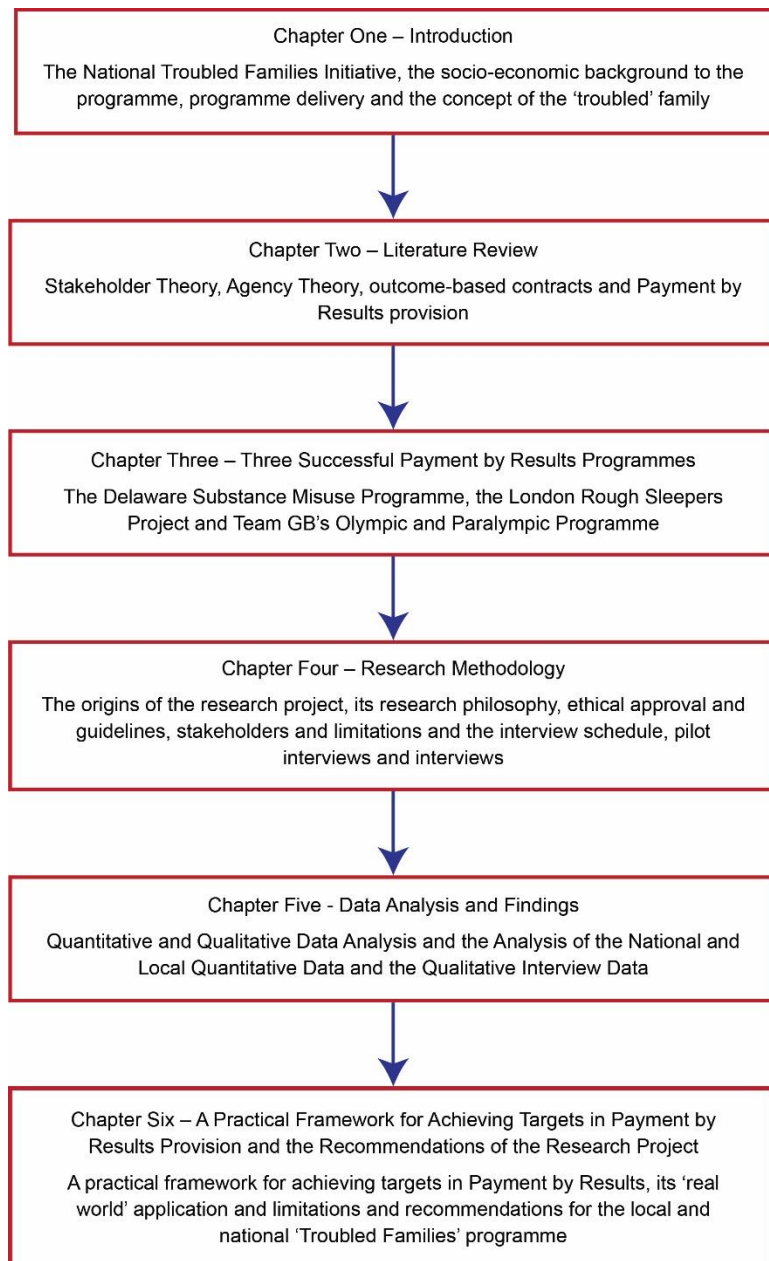 Chapter One – Introduction
The National Troubled Families Initiative, the socio-economic background to the
programme, programme delivery and the concept of the ‘troubled’ family
Chapter Two – Literature Review
Stakeholder Theory, Agency Theory, outcome-based contracts and Payment by
Results provision
Chapter Three – Three Successful Payment by Results Programmes
The Delaware Substance Misuse Programme, the London Rough Sleepers
Project and Team GB’s Olympic and Paralympic Programme
Chapter Four – Research Methodology
The origins of the research project, its research philosophy, ethical approval and
guidelines, stakeholders and limitations and the interview schedule, pilot
interviews and interviews
Chapter Five - Data Analysis and Findings
Quantitative and Qualitative Data Analysis and the Analysis of the National and
Local Quantitative Data and the Qualitative Interview Data
Chapter Six – A Practical Framework for Achieving Targets in Payment by
Results Provision and the Recommendations of the Research Project
A practical framework for achieving targets in Payment by Results, its ‘real
world’ application and limitations and recommendations for the local and
national ‘Troubled Families’ programme